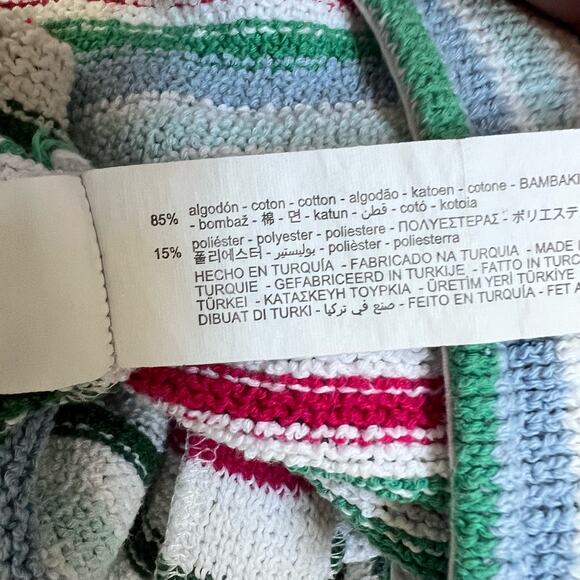 85% algodón - coton - cotton - algodão - katoen - cotone - BAMBAKI
- bombaž - 棉 - 면 - katun - قطن - cotó - kotoia
15% poliéster - polyester - poliestere - ΠΟΛΥΕΣΤΕΡΑΣ - ポリエステ
폴리에스터 - بوليستير - polièster - poliesterra
HECHO EN TURQUÍA - FABRICADO NA TURQUIA - MADE I
TURQUIE - GEFABRICEERD IN TURKIJE - FATTO IN TURC
TÜRKEI - ΚΑΤΑΣΚΕΥΗ ΤΟΥΡΚΙΑ - ÜRETİM YERİ TÜRKİYE
DIBUAT DI TURKI - صنع في تركيا - FEITO EN TURQUÍA - FET A